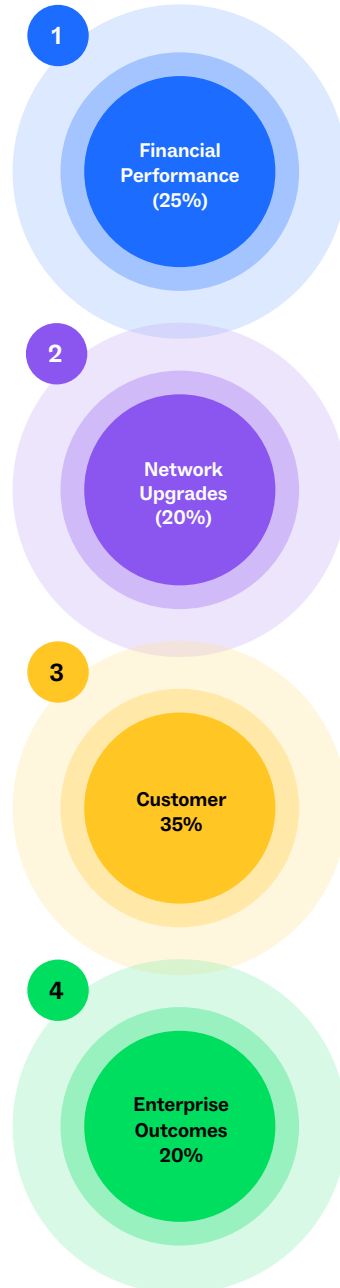 1
Financial
Performance
(25%)
2
Network
Upgrades
(20%)
3
Customer
35%
4
Enterprise
Outcomes
20%